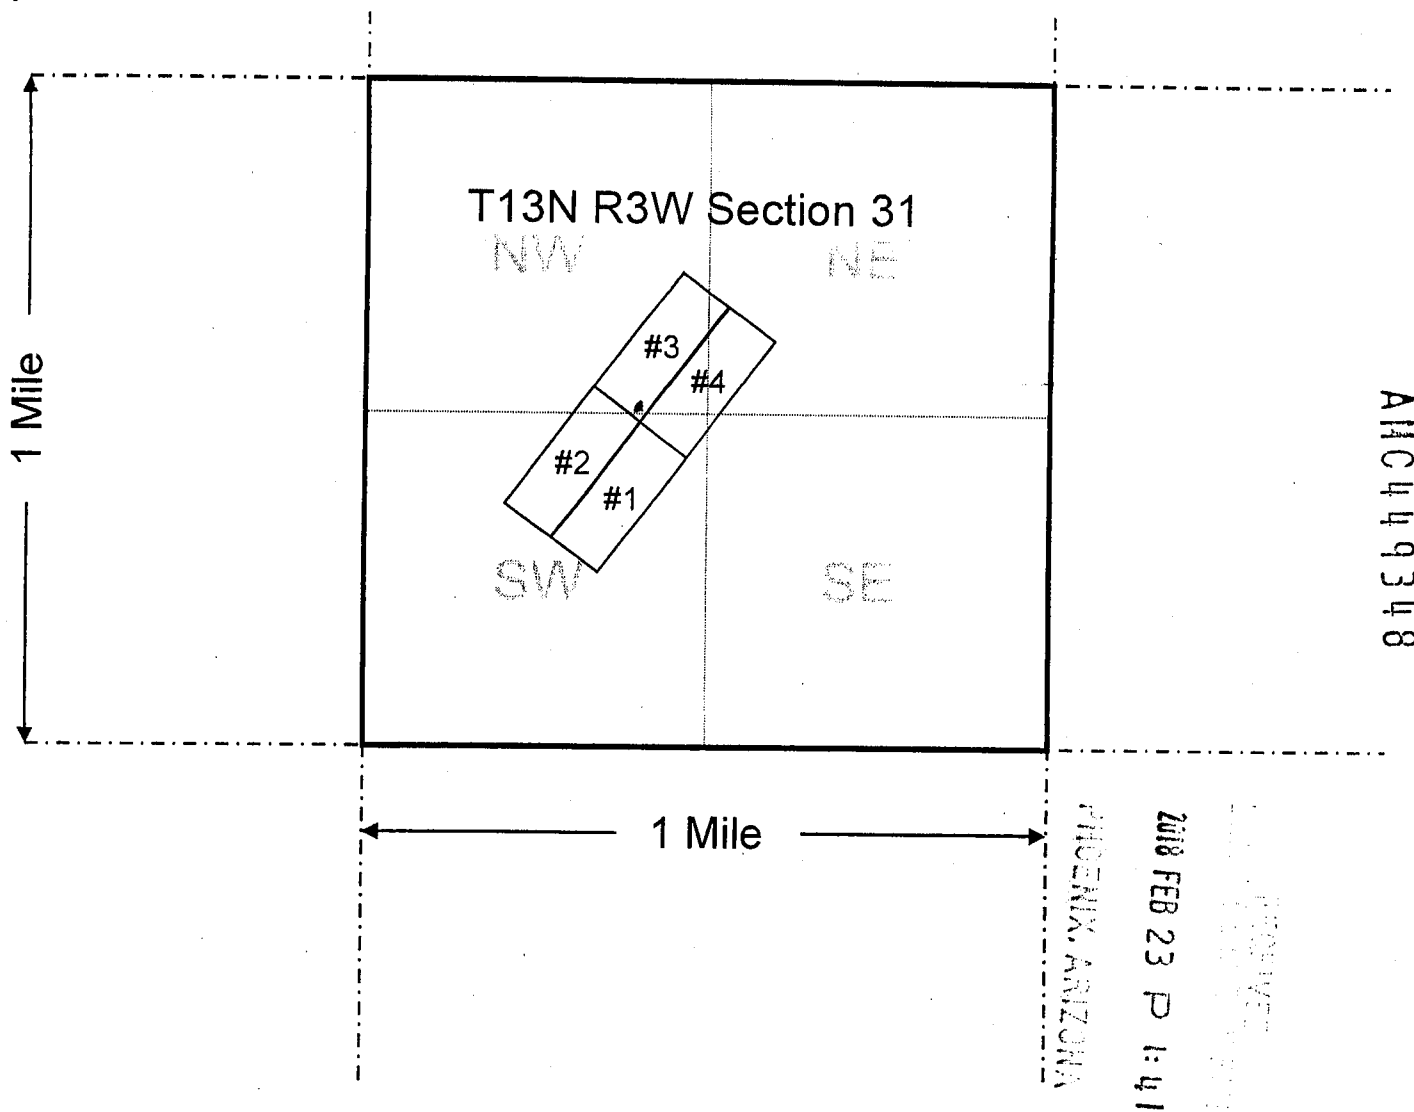 T13N R3W Section 31
NW
NE
#3
#4
1 Mile
#2
#1
SW
SE
1 Mile
AMC449348
2018 FEB 23 P 1:41
PHOENIX, ARIZONA